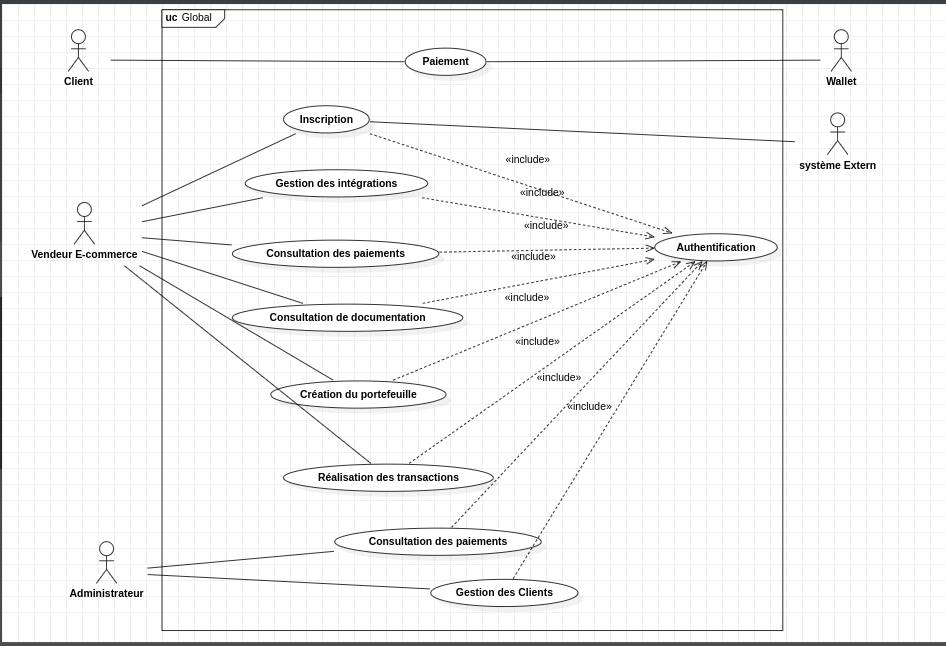 uc Global
Client
Paiement
Wallet
Inscription
système Extern
«include»
Gestion des intégrations
«include»
Vendeur E-commerce
«include»
Consultation des paiements
«include»
Authentification
Consultation de documentation
«include»
Création du portefeuille
«include»
«include»
«include»
Réalisation des transactions
Consultation des paiements
Administrateur
Gestion des Clients